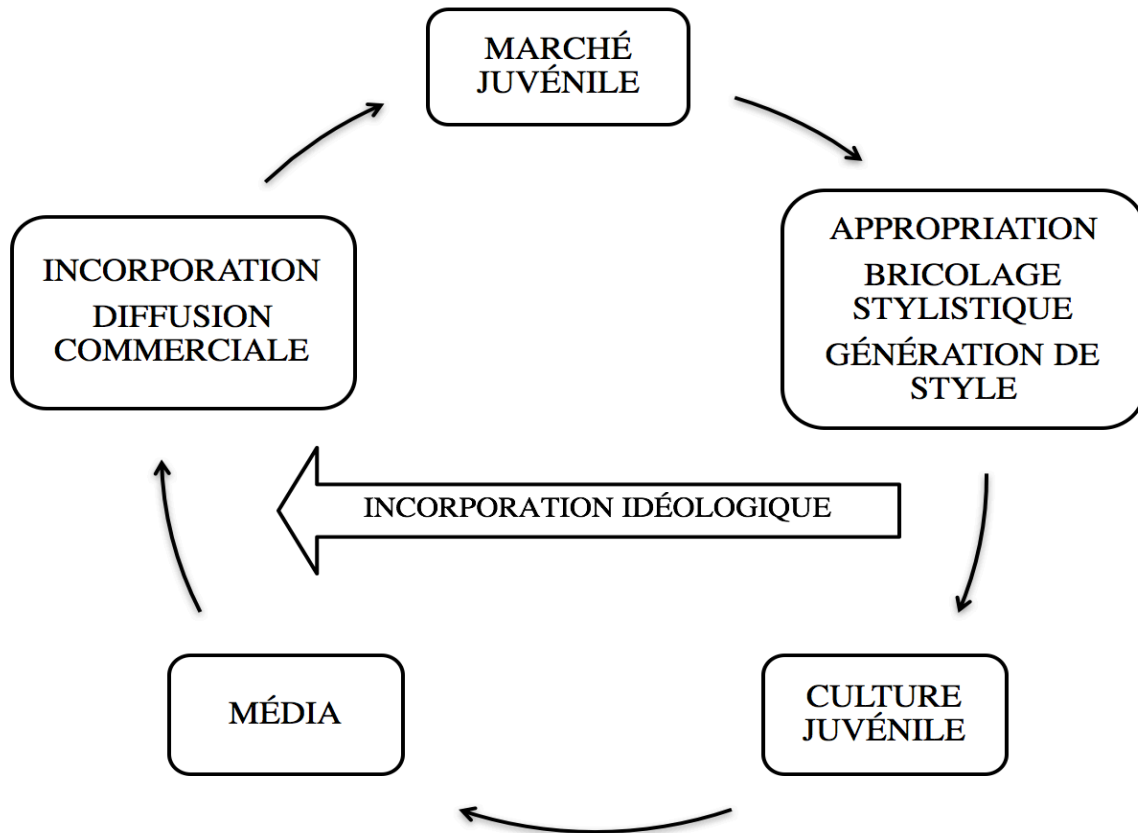 MARCHÉ
JUVÉNILE
APPROPRIATION
BRICOLAGE
STYLISTIQUE
GÉNÉRATION DE
STYLE
INCORPORATION
DIFFUSION
COMMERCIALE
INCORPORATION IDÉOLOGIQUE
MÉDIA
CULTURE
JUVÉNILE